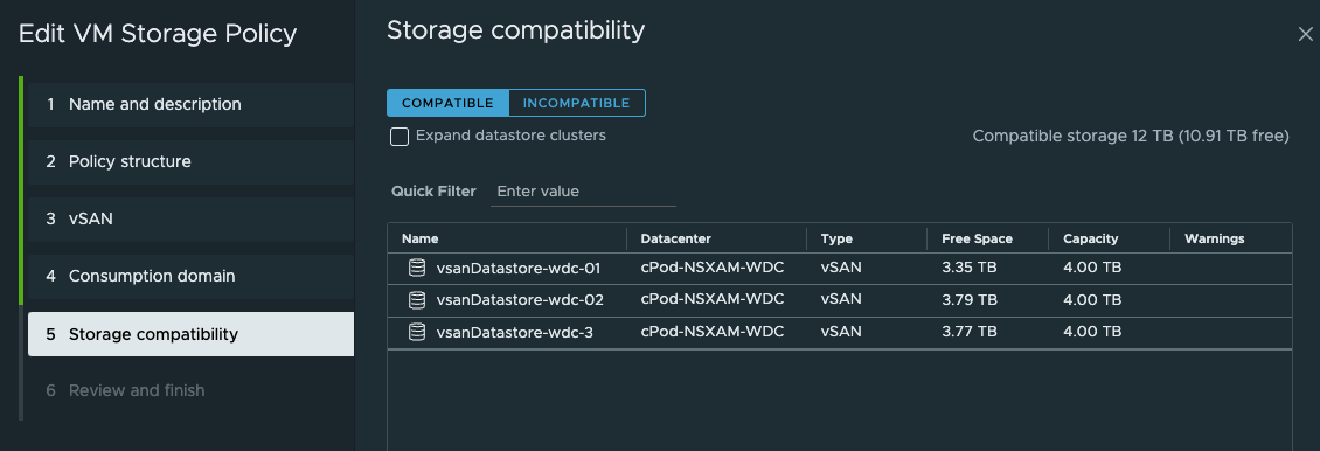 Edit VM Storage Policy
1 Name and description
2 Policy structure
3 vSAN
4 Consumption domain
5 Storage compatibility
6 Review and finish
Storage compatibility
COMPATIBLE INCOMPATIBLE
Expand datastore clusters
Compatible storage 12 TB (10.91 TB free)
Quick Filter Enter value
Name Datacenter Type Free Space Capacity Warnings
vsanDatastore-wdc-01 cPod-NSXAM-WDC vSAN 3.35 TB 4.00 TB
vsanDatastore-wdc-02 cPod-NSXAM-WDC vSAN 3.79 TB 4.00 TB
vsanDatastore-wdc-3 cPod-NSXAM-WDC vSAN 3.77 TB 4.00 TB